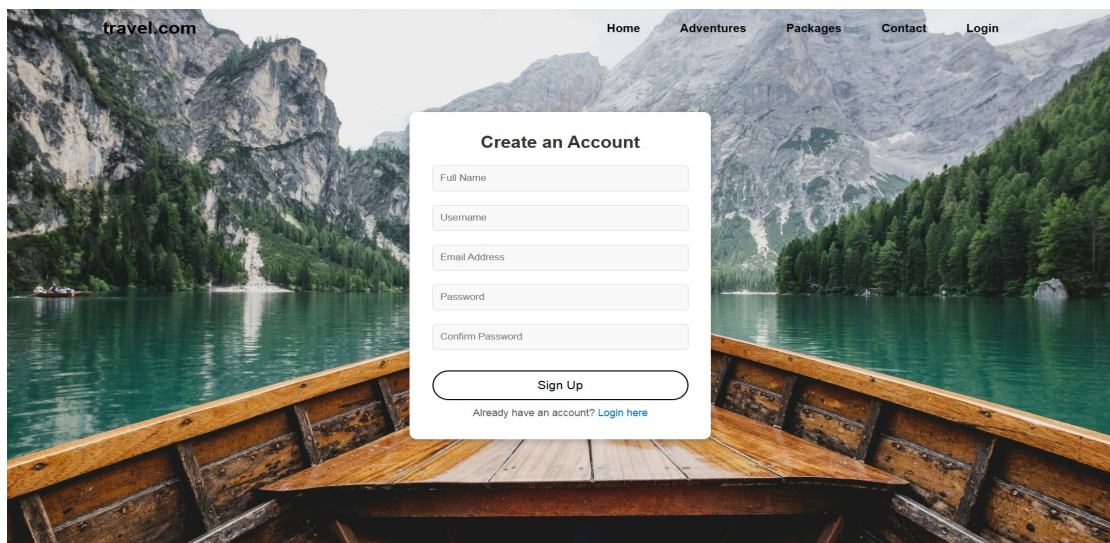 travel.com
Home Adventures Packages Contact Login
Create an Account
Full Name
Username
Email Address
Password
Confirm Password
Sign Up
Already have an account? Login here